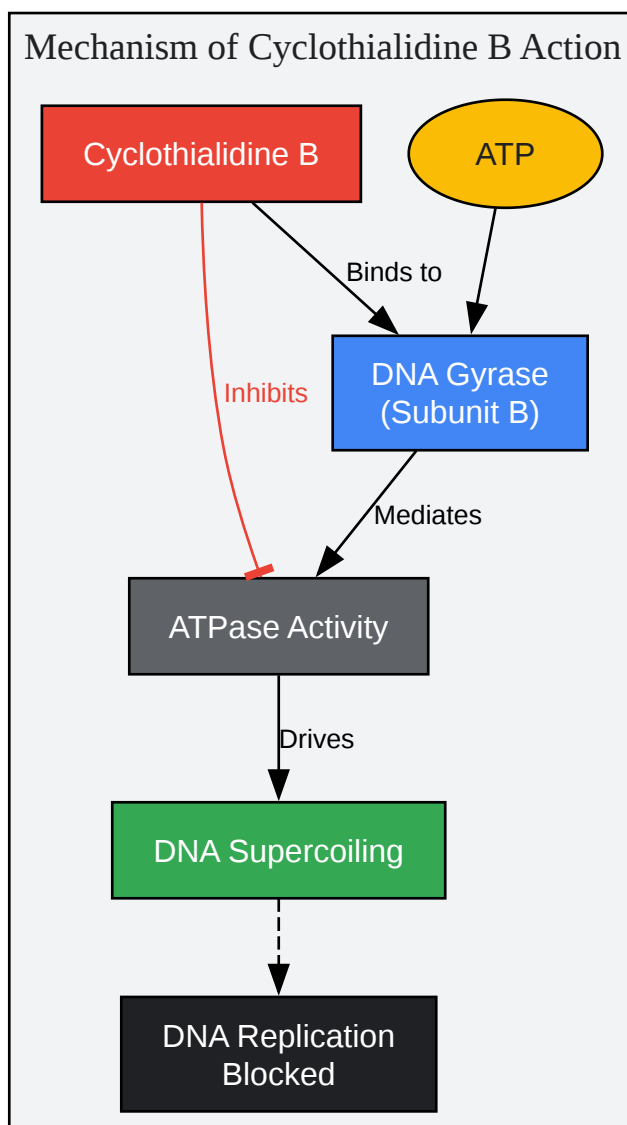 Mechanism of Cyclothialidine B Action
Cyclothialidine B
ATP
Binds to
DNA Gyrase
(Subunit B)
Inhibits
Mediates
ATPase Activity
Drives
DNA Supercoiling
DNA Replication
Blocked